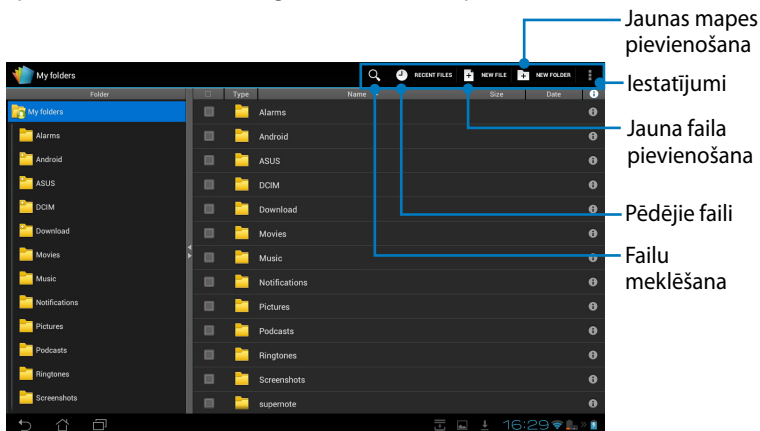 Jaunas mapes
pievienošana
Iestatījumi
Jauna faila
pievienošana
Pēdējie faili
Failu
meklēšana
My folders
RECENT FILES
NEW FILE
NEW FOLDER
Folder
Type
Name
Size
Date
My folders
Alarms
Android
ASUS
DCIM
Download
Movies
Music
Notifications
Pictures
Podcasts
Ringtones
Screenshots
Alarms
Android
ASUS
DCIM
Download
Movies
Music
Notifications
Pictures
Podcasts
Ringtones
Screenshots
supernote
16:29